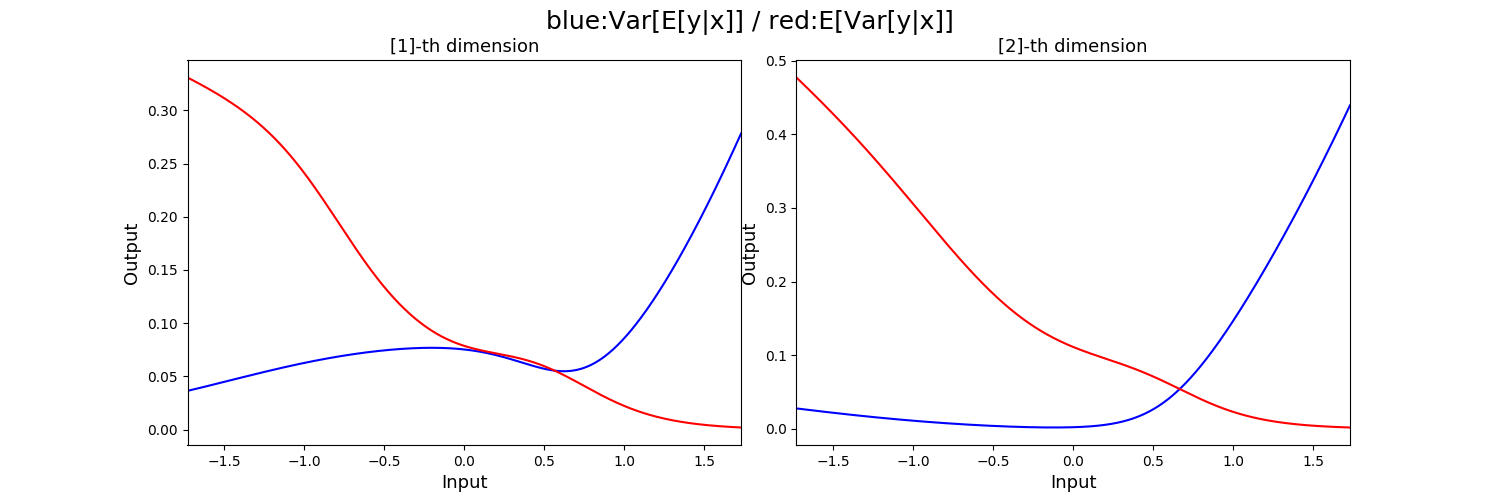 blue:Var[E[y|x]] / red:E[Var[y|x]]
[1]-th dimension
Output
0.30
0.25
0.20
0.15
0.10
0.05
0.00
−1.5 −1.0 −0.5 0.0 0.5 1.0 1.5
Input
[2]-th dimension
Output
0.5
0.4
0.3
0.2
0.1
0.0
−1.5 −1.0 −0.5 0.0 0.5 1.0 1.5
Input